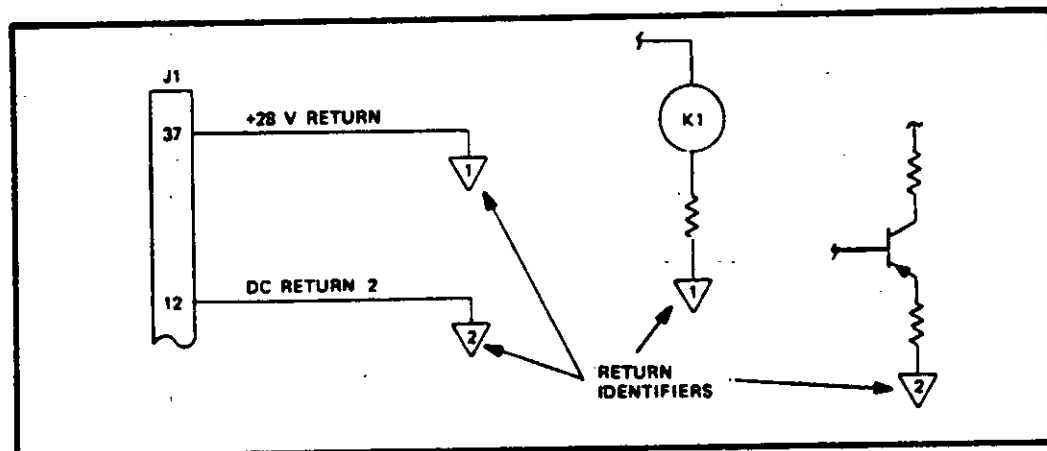 J1
37
+28 V RETURN
1
12
DC RETURN 2
2
K1
1
2
RETURN
IDENTIFIERS